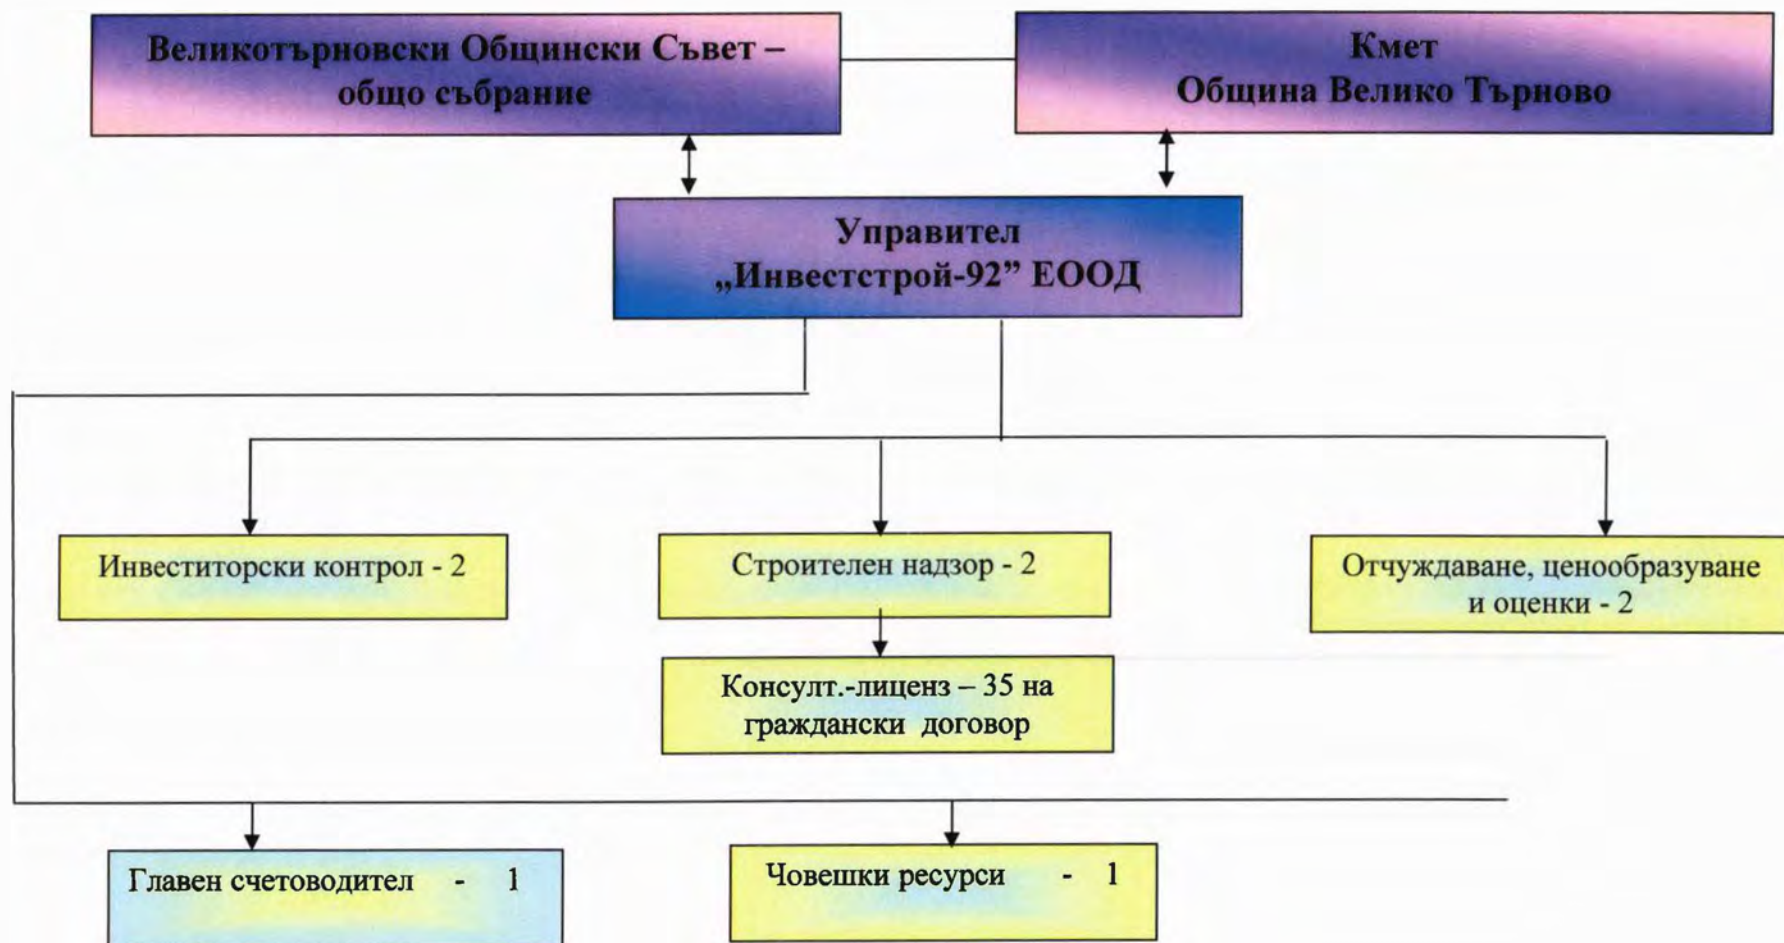 Великотърновски Общински Съвет –
общо събрание
Кмет
Община Велико Търново
Управител
„Инвестстрой-92” ЕООД
Инвеститорски контрол - 2
Строителен надзор - 2
Отчуждаване, ценообразуване
и оценки - 2
Консулт.-лиценз – 35 на
граждански договор
Главен счетоводител - 1
Човешки ресурси - 1